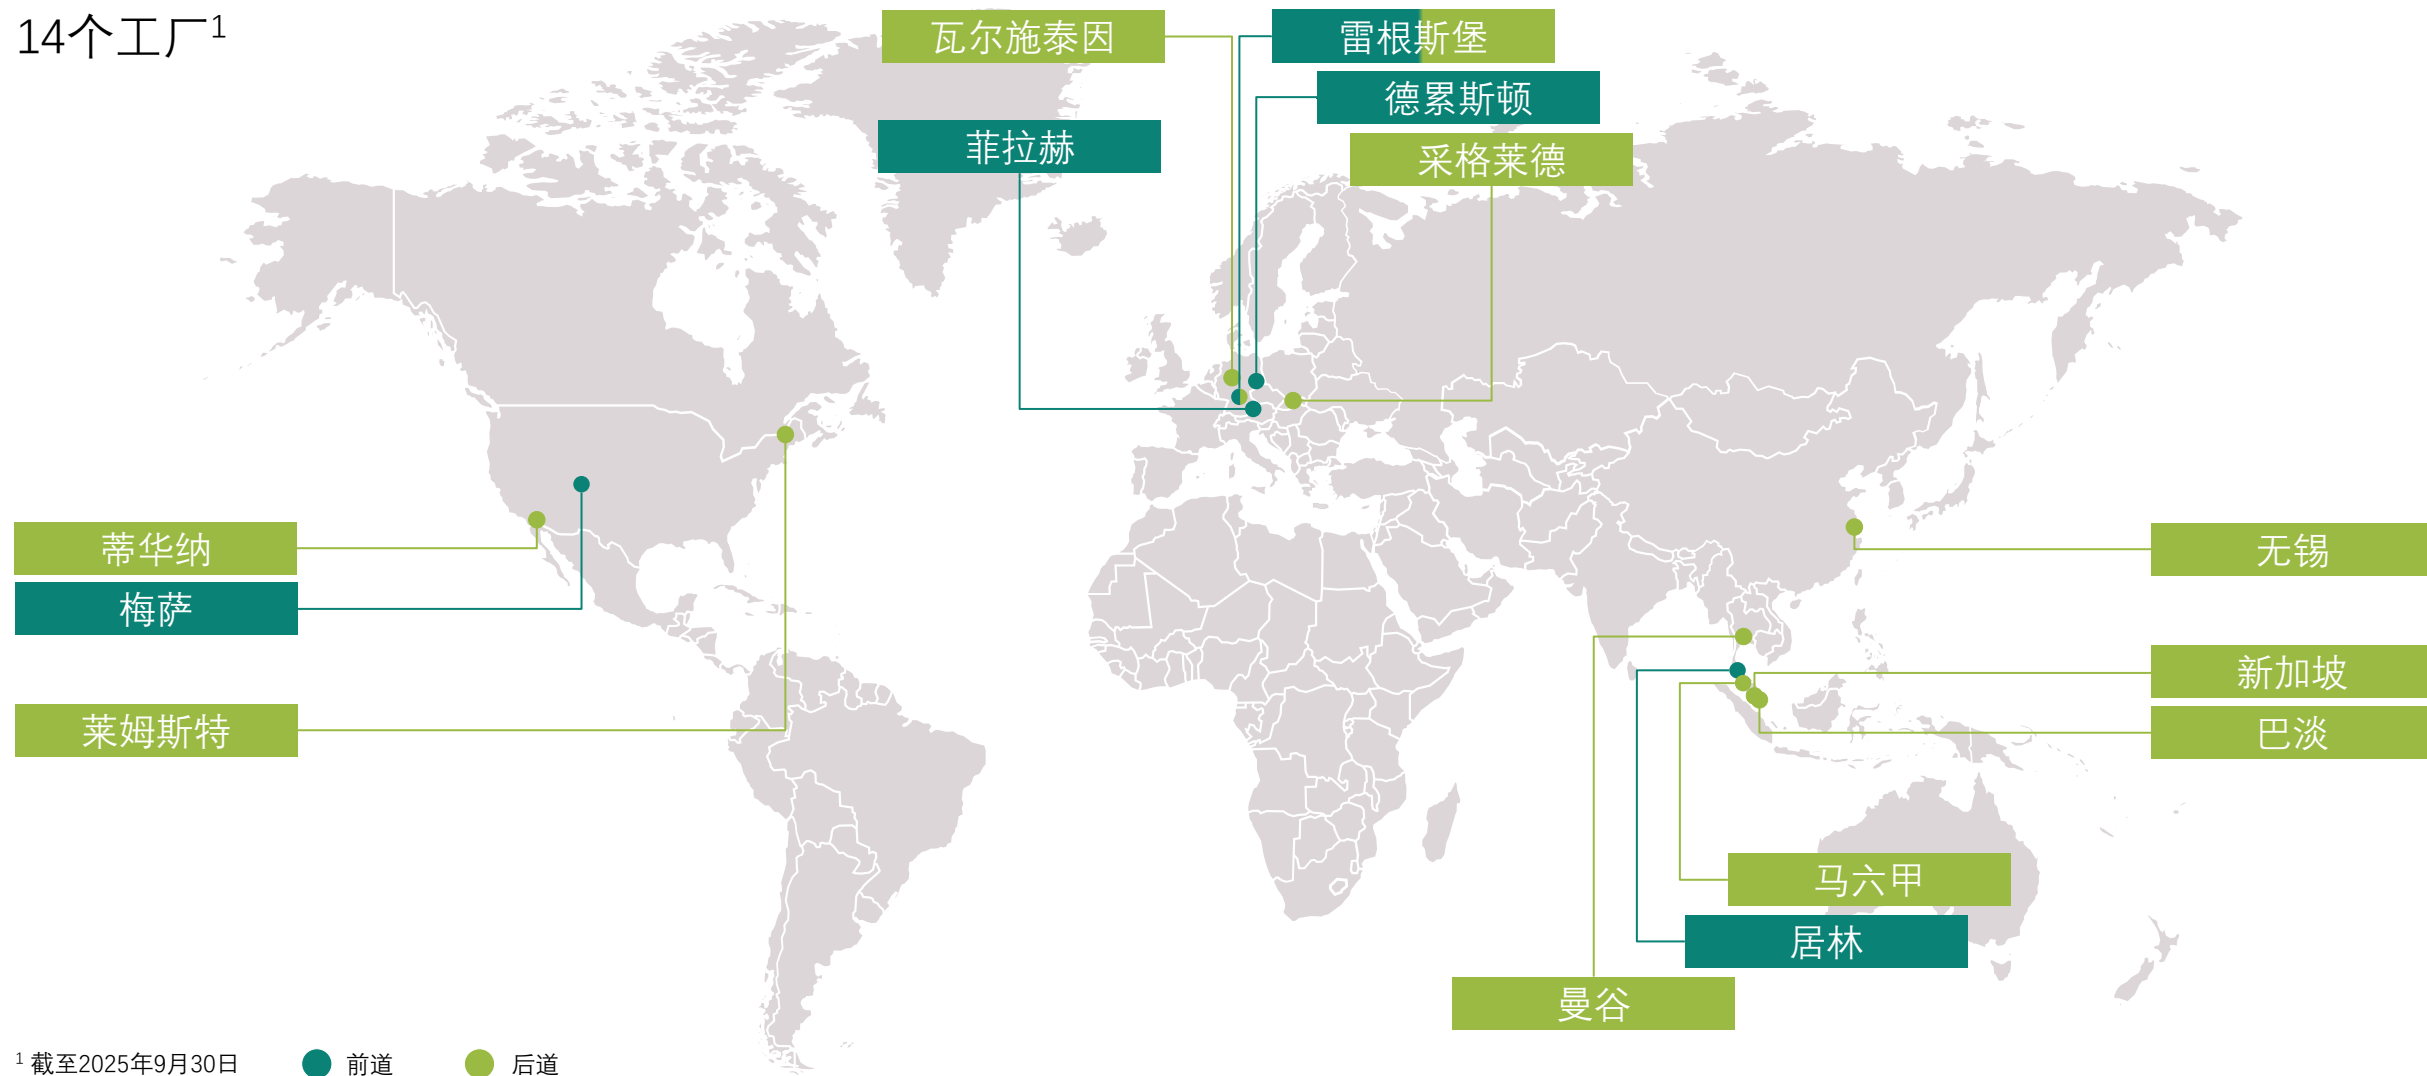 14个工厂1
瓦尔施泰因
雷根斯堡
德累斯顿
菲拉赫
采格莱德
蒂华纳
梅萨
莱姆斯特
无锡
新加坡
巴淡
马六甲
居林
曼谷
1 截至2025年9月30日
前道
后道